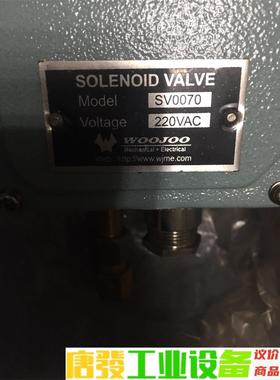 SOLENOID VALVE
Model SV0070
Voltage 220VAC
WOOJOO
Mechanical • Electrical
http://www.wjme.com
唐發工业设备
议价
商品